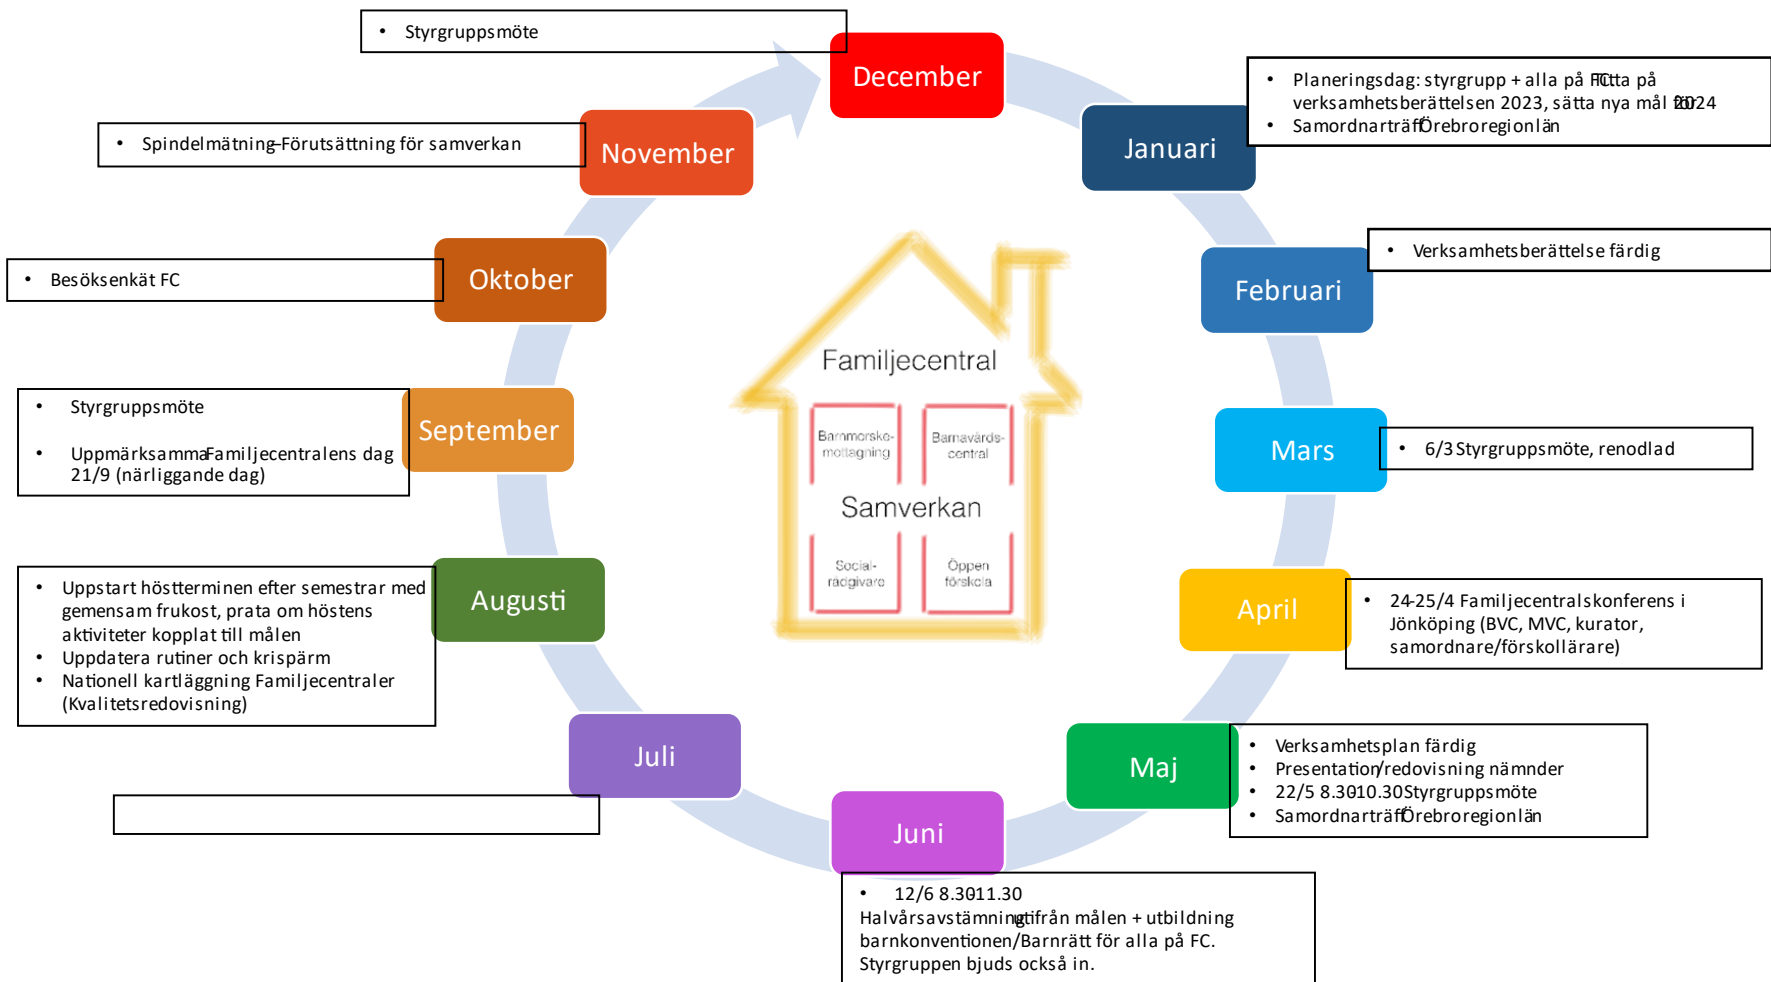 • Styrgruppsmöte
December
• Planeringsdag: styrgrupp + alla på FC. Titta på
verksamhetsberättelsen 2023, sätta nya mål för 2024
• Samordnarträff Örebroregionlän
Januari
• Spindelmätning–Förutsättning för samverkan
November
• Verksamhetsberättelse färdig
Februari
• Besöksenkät FC
Oktober
Familjecentral
Barnmorske-
mottagning
Barnavårds-
central
Samverkan
Social-
rådgivare
Öppen
förskola
• Styrgruppsmöte
• Uppmärksamma Familjecentralens dag
21/9 (närliggande dag)
September
Mars
• 6/3 Styrgruppsmöte, renodlad
• Uppstart höstterminen efter semestrar med
gemensam frukost, prata om höstens
aktiviteter kopplat till målen
• Uppdatera rutiner och krispärm
• Nationell kartläggning Familjecentraler
(Kvalitetsredovisning)
Augusti
April
• 24-25/4 Familjecentralskonferens i
Jönköping (BVC, MVC, kurator,
samordnare/förskollärare)
Juli
Maj
• Verksamhetsplan färdig
• Presentation/redovisning nämnder
• 22/5 8.30-10.30 Styrgruppsmöte
• Samordnarträff Örebroregionlän
Juni
• 12/6 8.30-11.30
Halvårsavstämning utifrån målen + utbildning
barnkonventionen/Barnrätt för alla på FC.
Styrgruppen bjuds också in.